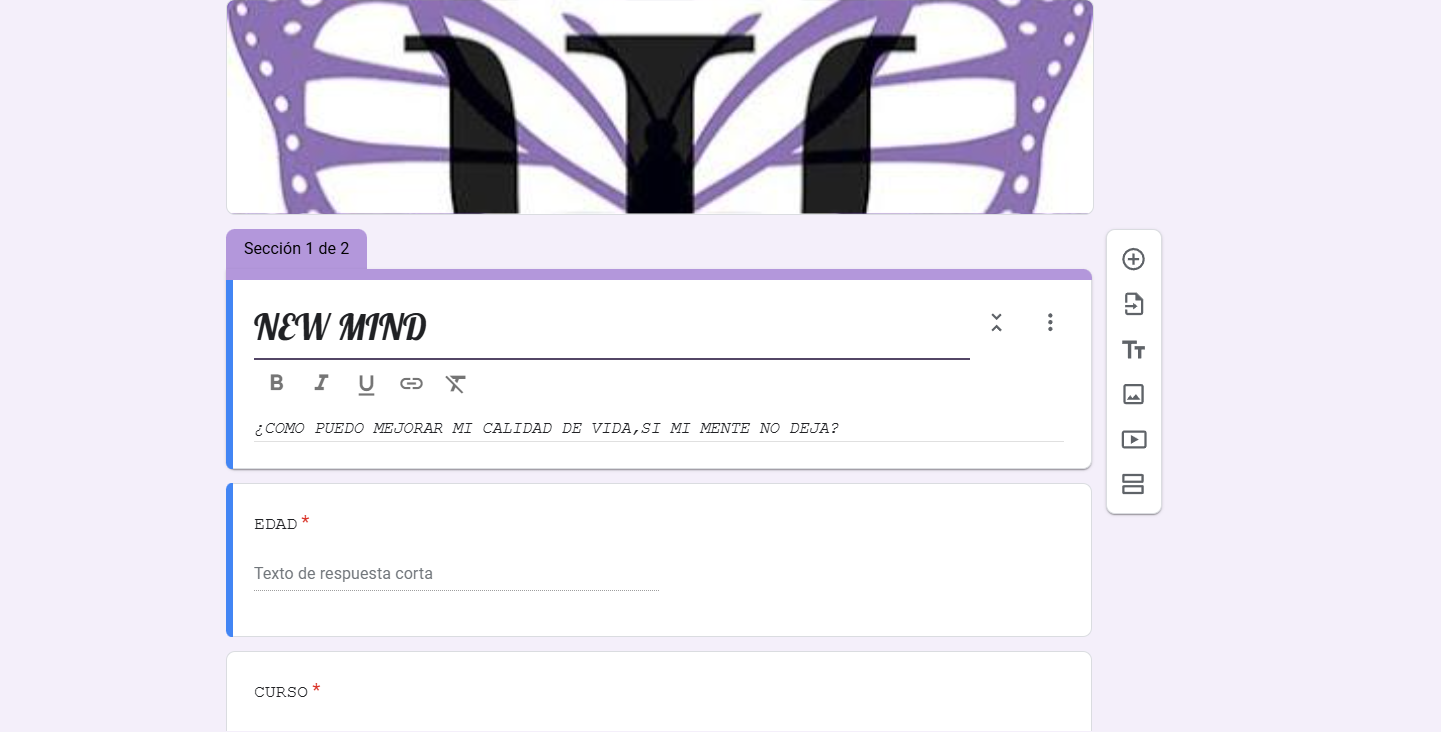 Sección 1 de 2
NEW MIND
¿COMO PUEDO MEJORAR MI CALIDAD DE VIDA,SI MI MENTE NO DEJA?
EDAD *
Texto de respuesta corta
CURSO *